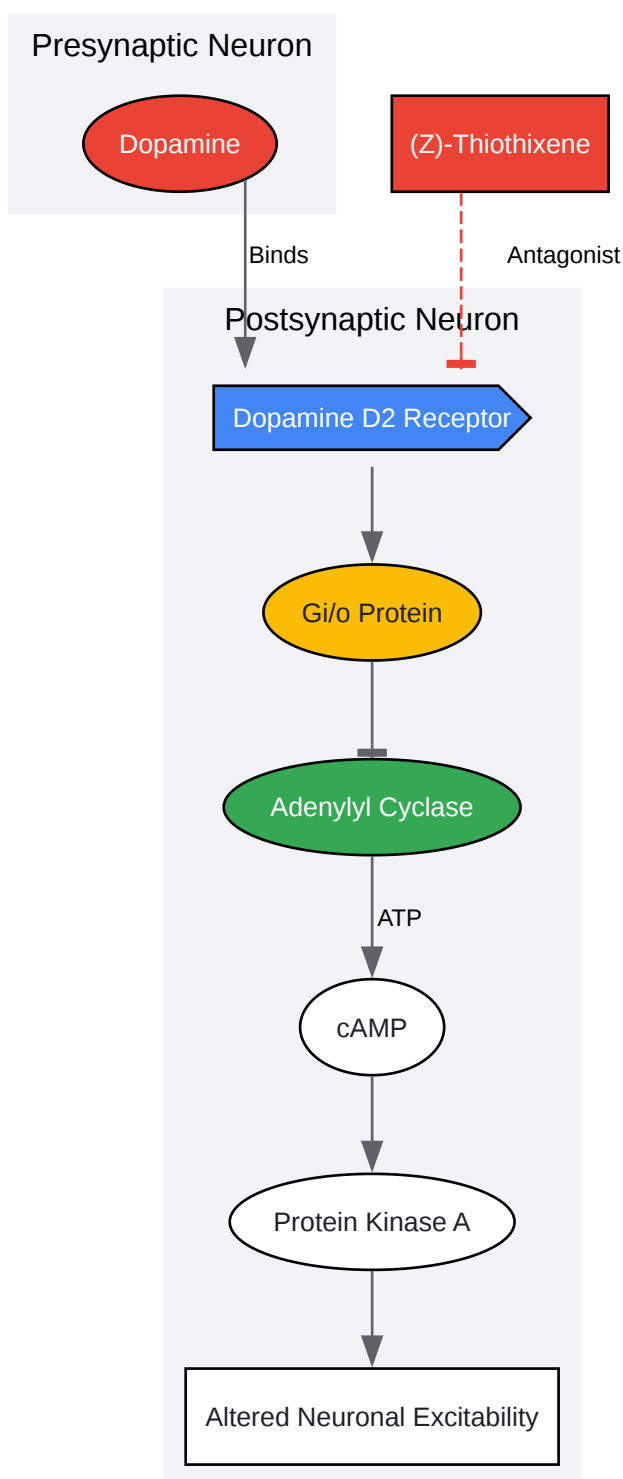 Presynaptic Neuron
Dopamine
(Z)-Thiothixene
Binds
Antagonist
Postsynaptic Neuron
Dopamine D2 Receptor
Gi/o Protein
Adenylyl Cyclase
ATP
cAMP
Protein Kinase A
Altered Neuronal Excitability